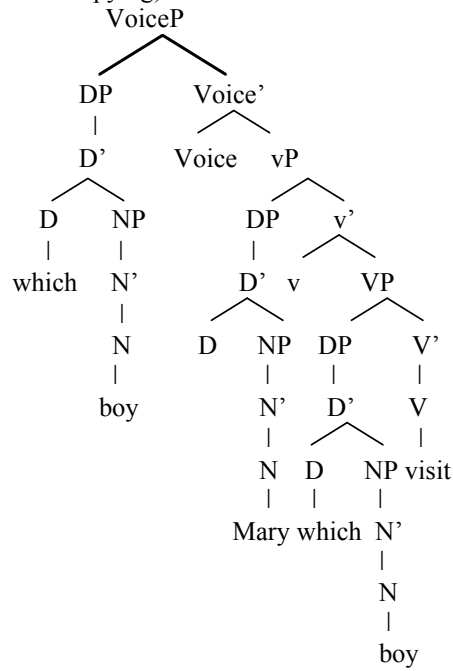 VoiceP
DP Voice’
D’ Voice vP
D NP DP v’
which N’ D’ v VP
N D NP DP V’
boy N’ D’ V
N D NP visit
Mary which N’
N
boy